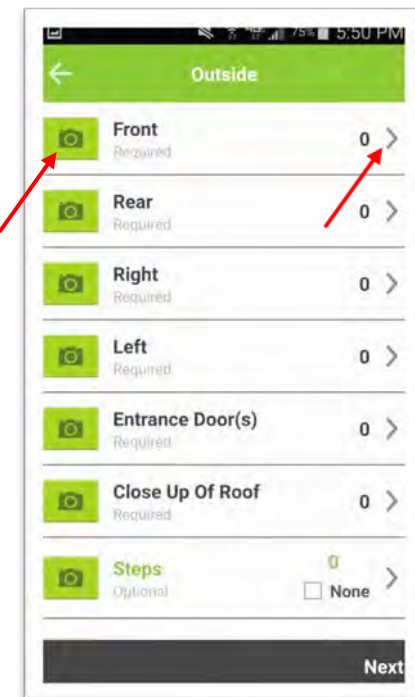 75% 5:50 PM
Outside
Front
Required
0
Rear
Required
0
Right
Required
0
Left
Required
0
Entrance Door(s)
Required
0
Close Up Of Roof
Required
0
Steps
Optional
0
None
Next